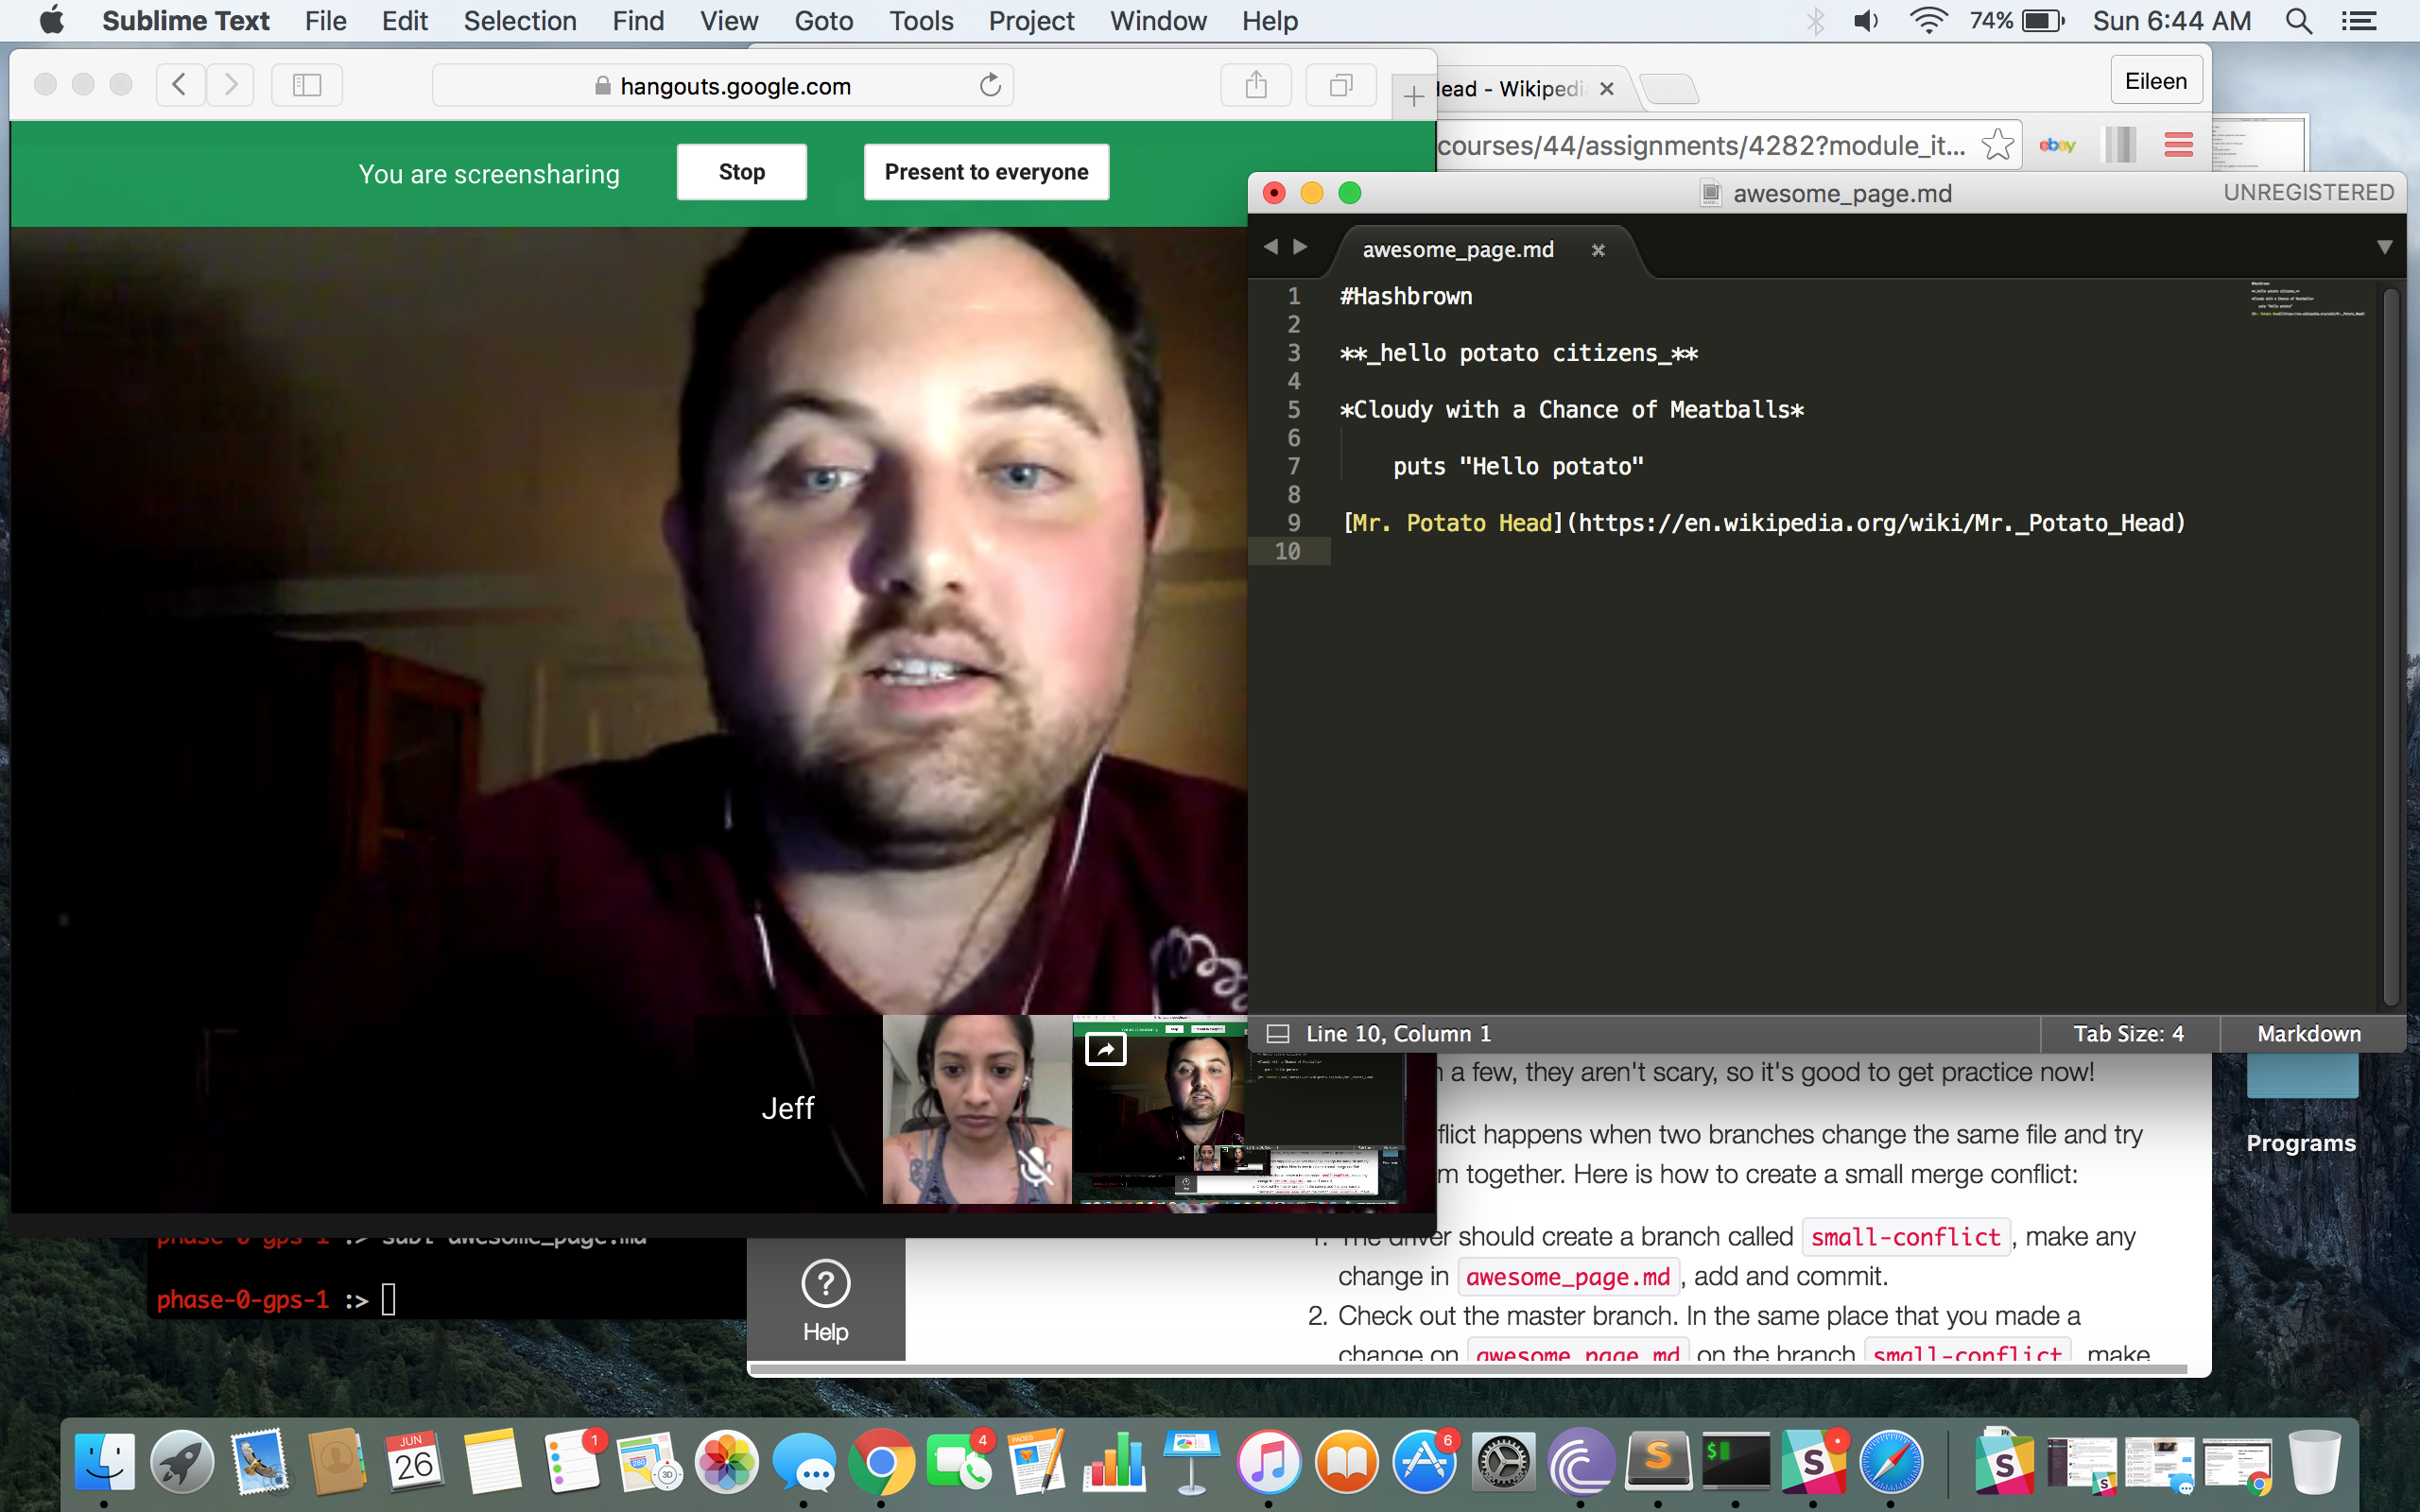 Sublime Text File Edit Selection Find View Goto Tools Project Window Help 74% Sun 6:44 AM
hangouts.google.com
You are screensharing Stop Present to everyone
lead - Wikipedi
Eileen
courses/44/assignments/4282?module_it...
ebay
awesome_page.md
UNREGISTERED
awesome_page.md
1 #Hashbrown
2
3 **_hello potato citizens_**
4
5 *Cloudy with a Chance of Meatballs*
6
7 puts "Hello potato"
8
9 [Mr. Potato Head](https://en.wikipedia.org/wiki/Mr._Potato_Head)
10
Line 10, Column 1 Tab Size: 4 Markdown
Jeff
a few, they aren't scary, so it's good to get practice now!
flict happens when two branches change the same file and try
m together. Here is how to create a small merge conflict:
1. The driver should create a branch called small-conflict, make any
change in awesome_page.md, add and commit.
2. Check out the master branch. In the same place that you made a
change on awesome_page.md on the branch small-conflict, make
Programs
phase-0-gps-1 :> subl awesome_page.md
phase-0-gps-1 :>
? Help
JUN
26
1
280
3D
4
PAGES
6
$
S
S
S